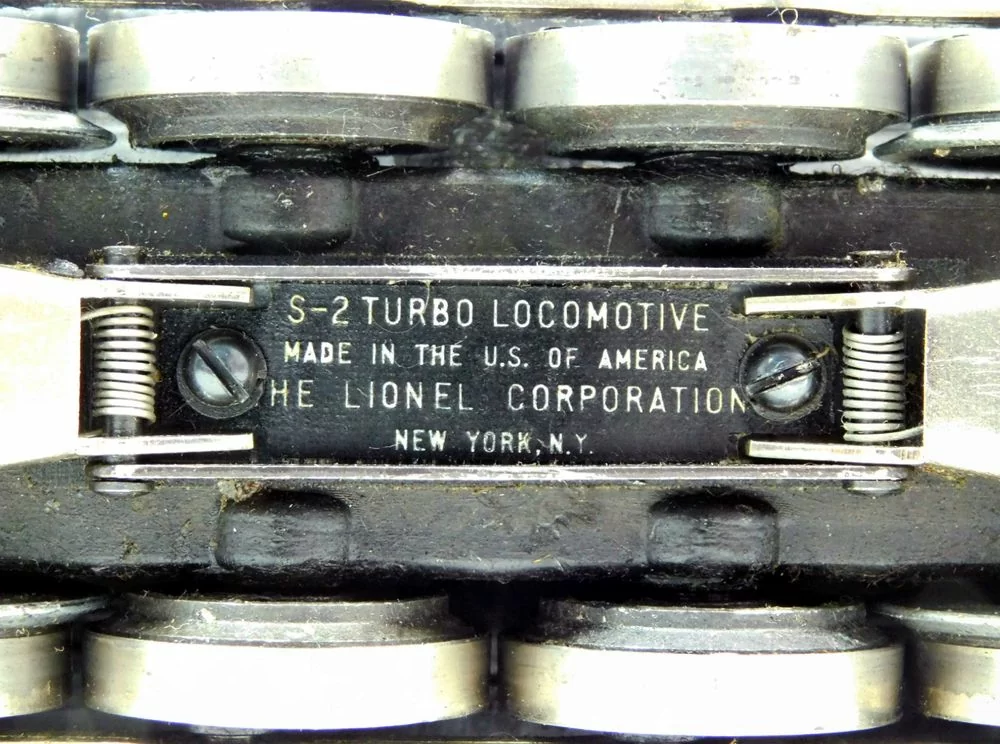 S-2 TURBO LOCOMOTIVE
MADE IN THE U.S. OF AMERICA
HE LIONEL CORPORATION
NEW YORK, N.Y.